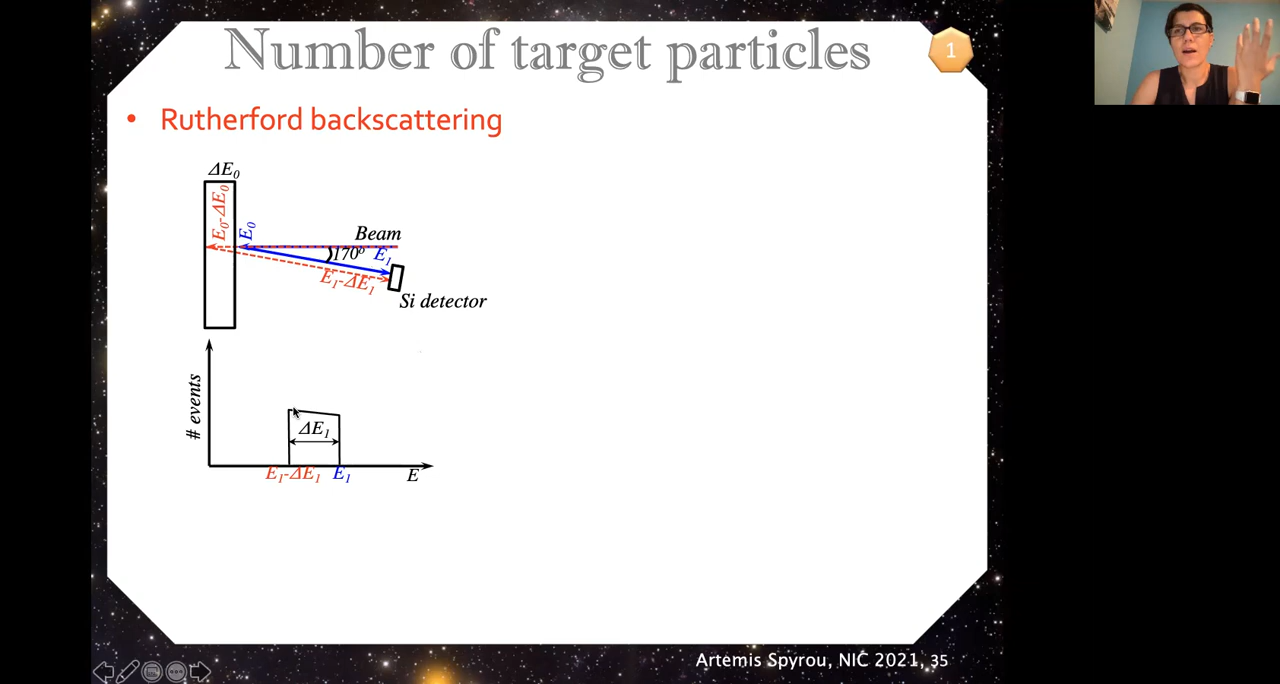 Number of target particles
1
• Rutherford backscattering
ΔE₀
E₀-ΔE₀
E₀
Beam
170⁰
E₁
E₁-ΔE₁
Si detector
# events
ΔE₁
E₁-ΔE₁
E₁
E
Artemis Spyrou, NIC 2021, 35